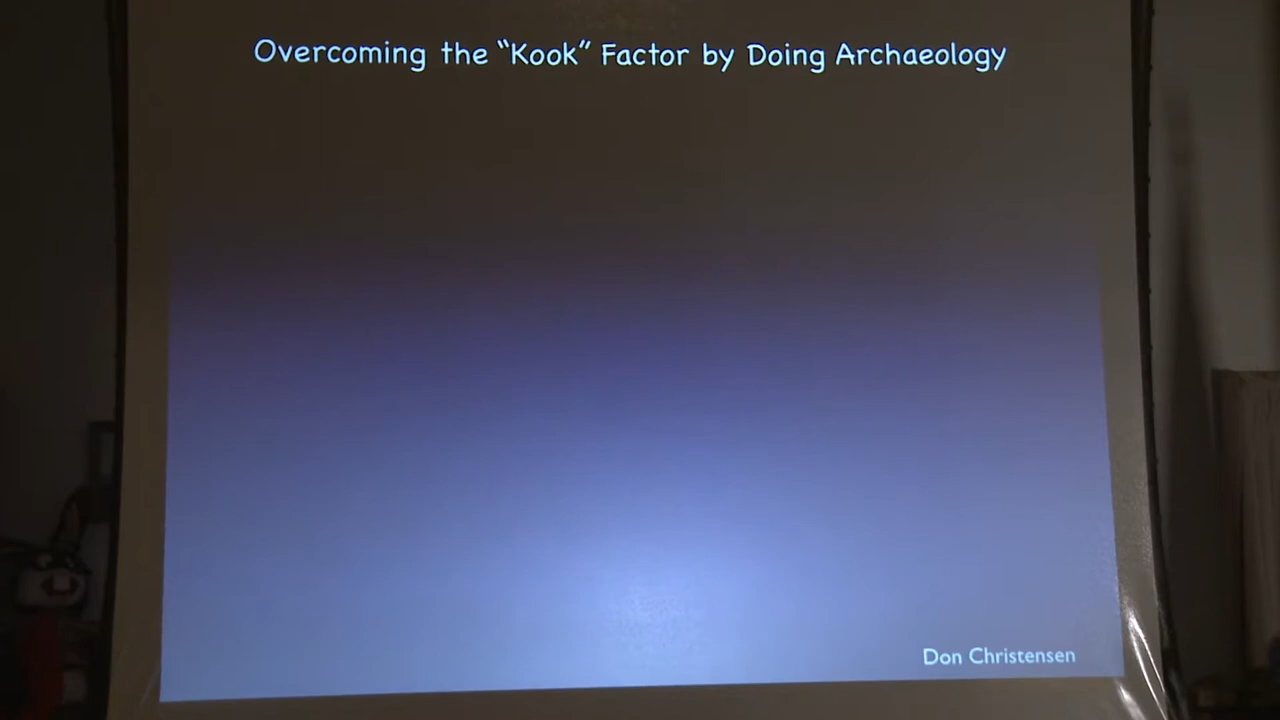 Overcoming the “Kook” Factor by Doing Archaeology
Don Christensen